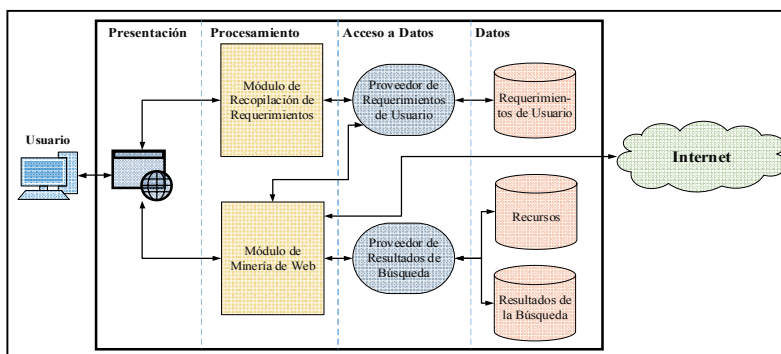 Presentación
Procesamiento
Acceso a Datos
Datos
Usuario
Módulo de
Recopilación de
Requerimientos
Proveedor de
Requerimientos
de Usuario
Requerimien-
tos de Usuario
Internet
Módulo de
Minería de Web
Proveedor de
Resultados de
Búsqueda
Recursos
Resultados de
la Búsqueda